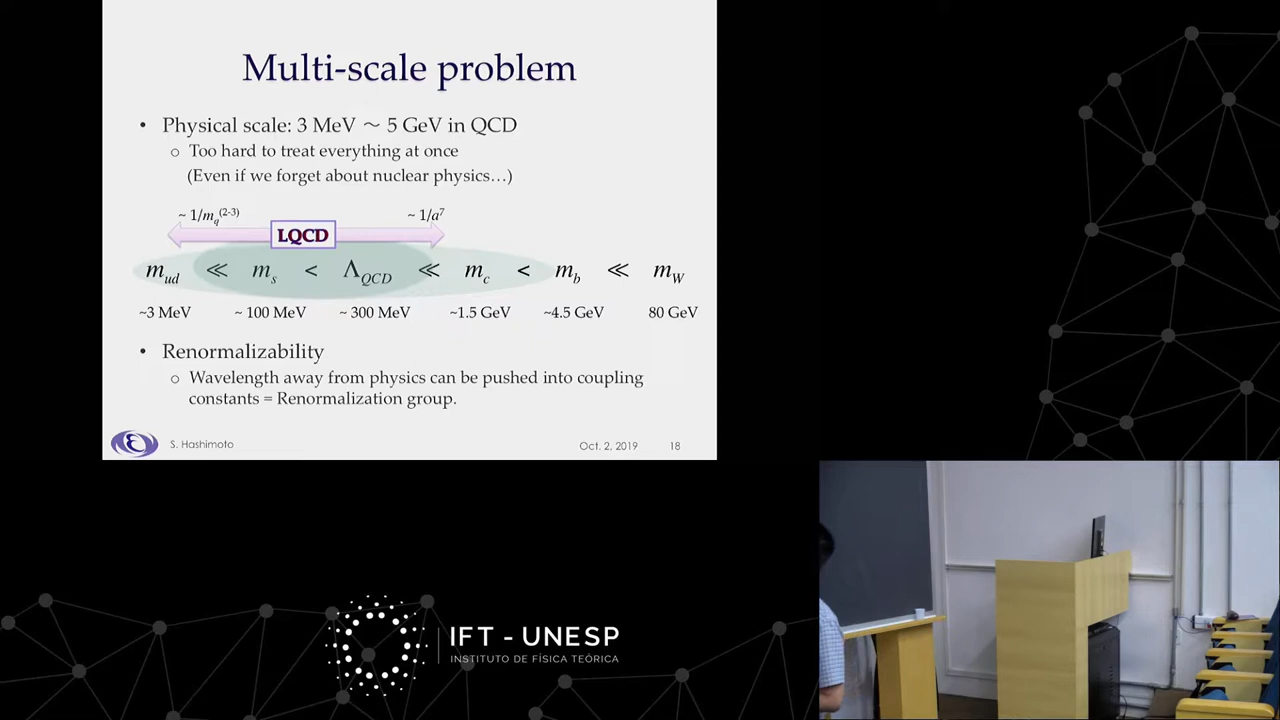 Multi-scale problem
• Physical scale: 3 MeV ～ 5 GeV in QCD
○ Too hard to treat everything at once
(Even if we forget about nuclear physics…)
~ 1/m_q^(2-3) ~ 1/a^7
LQCD
m_ud ≪ m_s < Λ_QCD ≪ m_c < m_b ≪ m_W
~3 MeV ~ 100 MeV ~ 300 MeV ~1.5 GeV ~4.5 GeV 80 GeV
• Renormalizability
○ Wavelength away from physics can be pushed into coupling
constants = Renormalization group.
S. Hashimoto Oct. 2, 2019 18
IFT - UNESP
INSTITUTO DE FÍSICA TEÓRICA